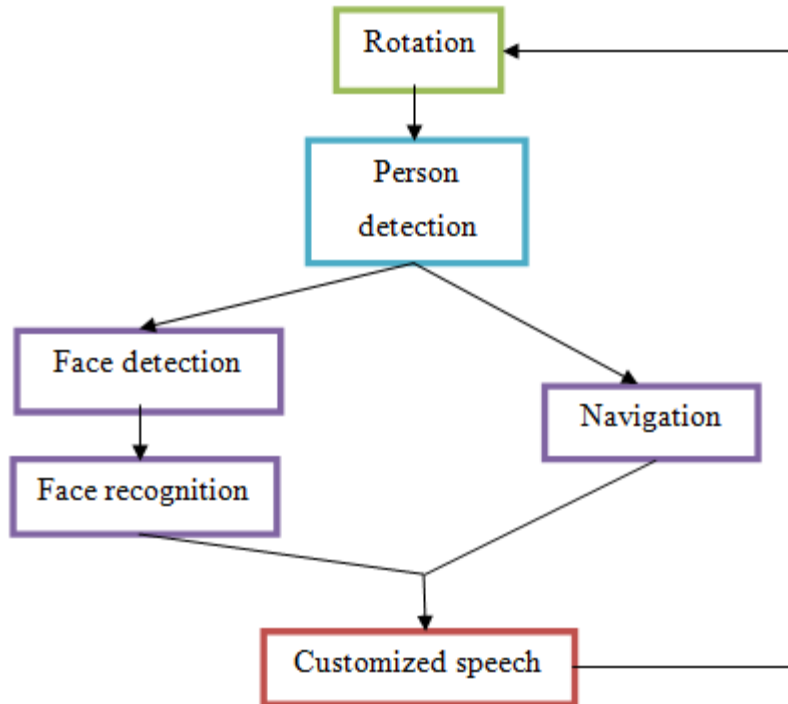 Rotation
Person
detection
Face detection
Navigation
Face recognition
Customized speech